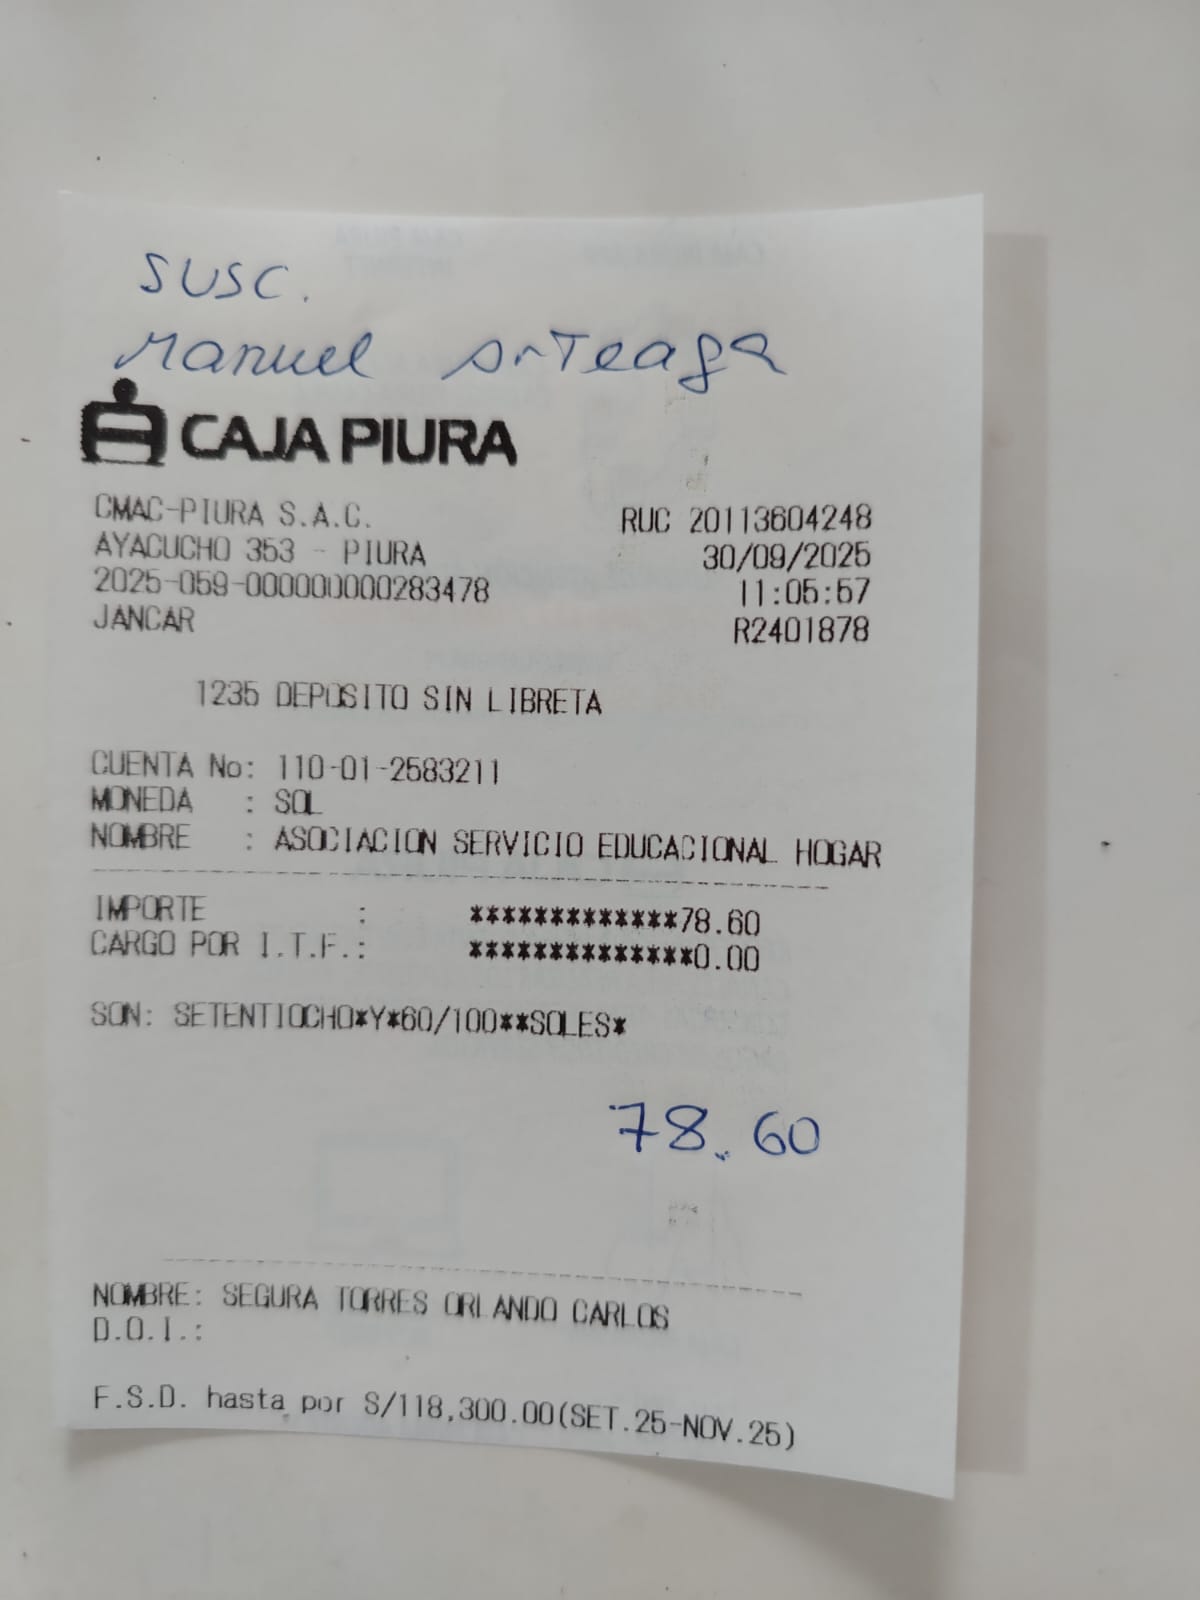 SUSC.
Manuel Arteaga
CAJA PIURA
CMAC-PIURA S.A.C. RUC 20113604248
AYACUCHO 353 - PIURA 30/09/2025
2025-059-000000000283478 11:05:57
JANCAR R2401878
1235 DEPOSITO SIN LIBRETA
CUENTA No: 110-01-2583211
MONEDA : SOL
NOMBRE : ASOCIACION SERVICIO EDUCACIONAL HOGAR
IMPORTE : *************78.60
CARGO POR I.T.F.: **************0.00
SON: SETENTIOCHO*Y*60/100**SOLES*
78.60
NOMBRE: SEGURA TORRES ORLANDO CARLOS
D.O.I.:
F.S.D. hasta por S/118,300.00(SET.25-NOV.25)